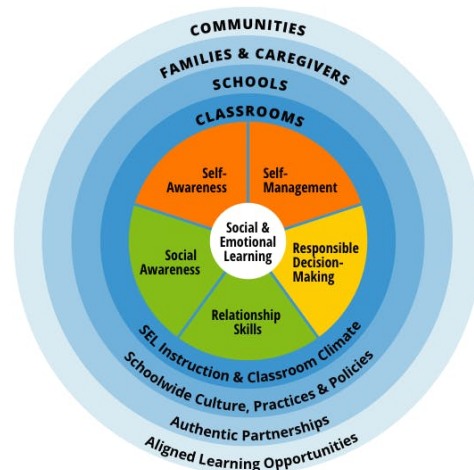 COMMUNITIES
FAMILIES & CAREGIVERS
SCHOOLS
CLASSROOMS
Self-
Awareness
Self-
Management
Social &
Emotional
Learning
Social
Awareness
Responsible
Decision-
Making
Relationship
Skills
SEL Instruction & Classroom Climate
Schoolwide Culture, Practices & Policies
Authentic Partnerships
Aligned Learning Opportunities